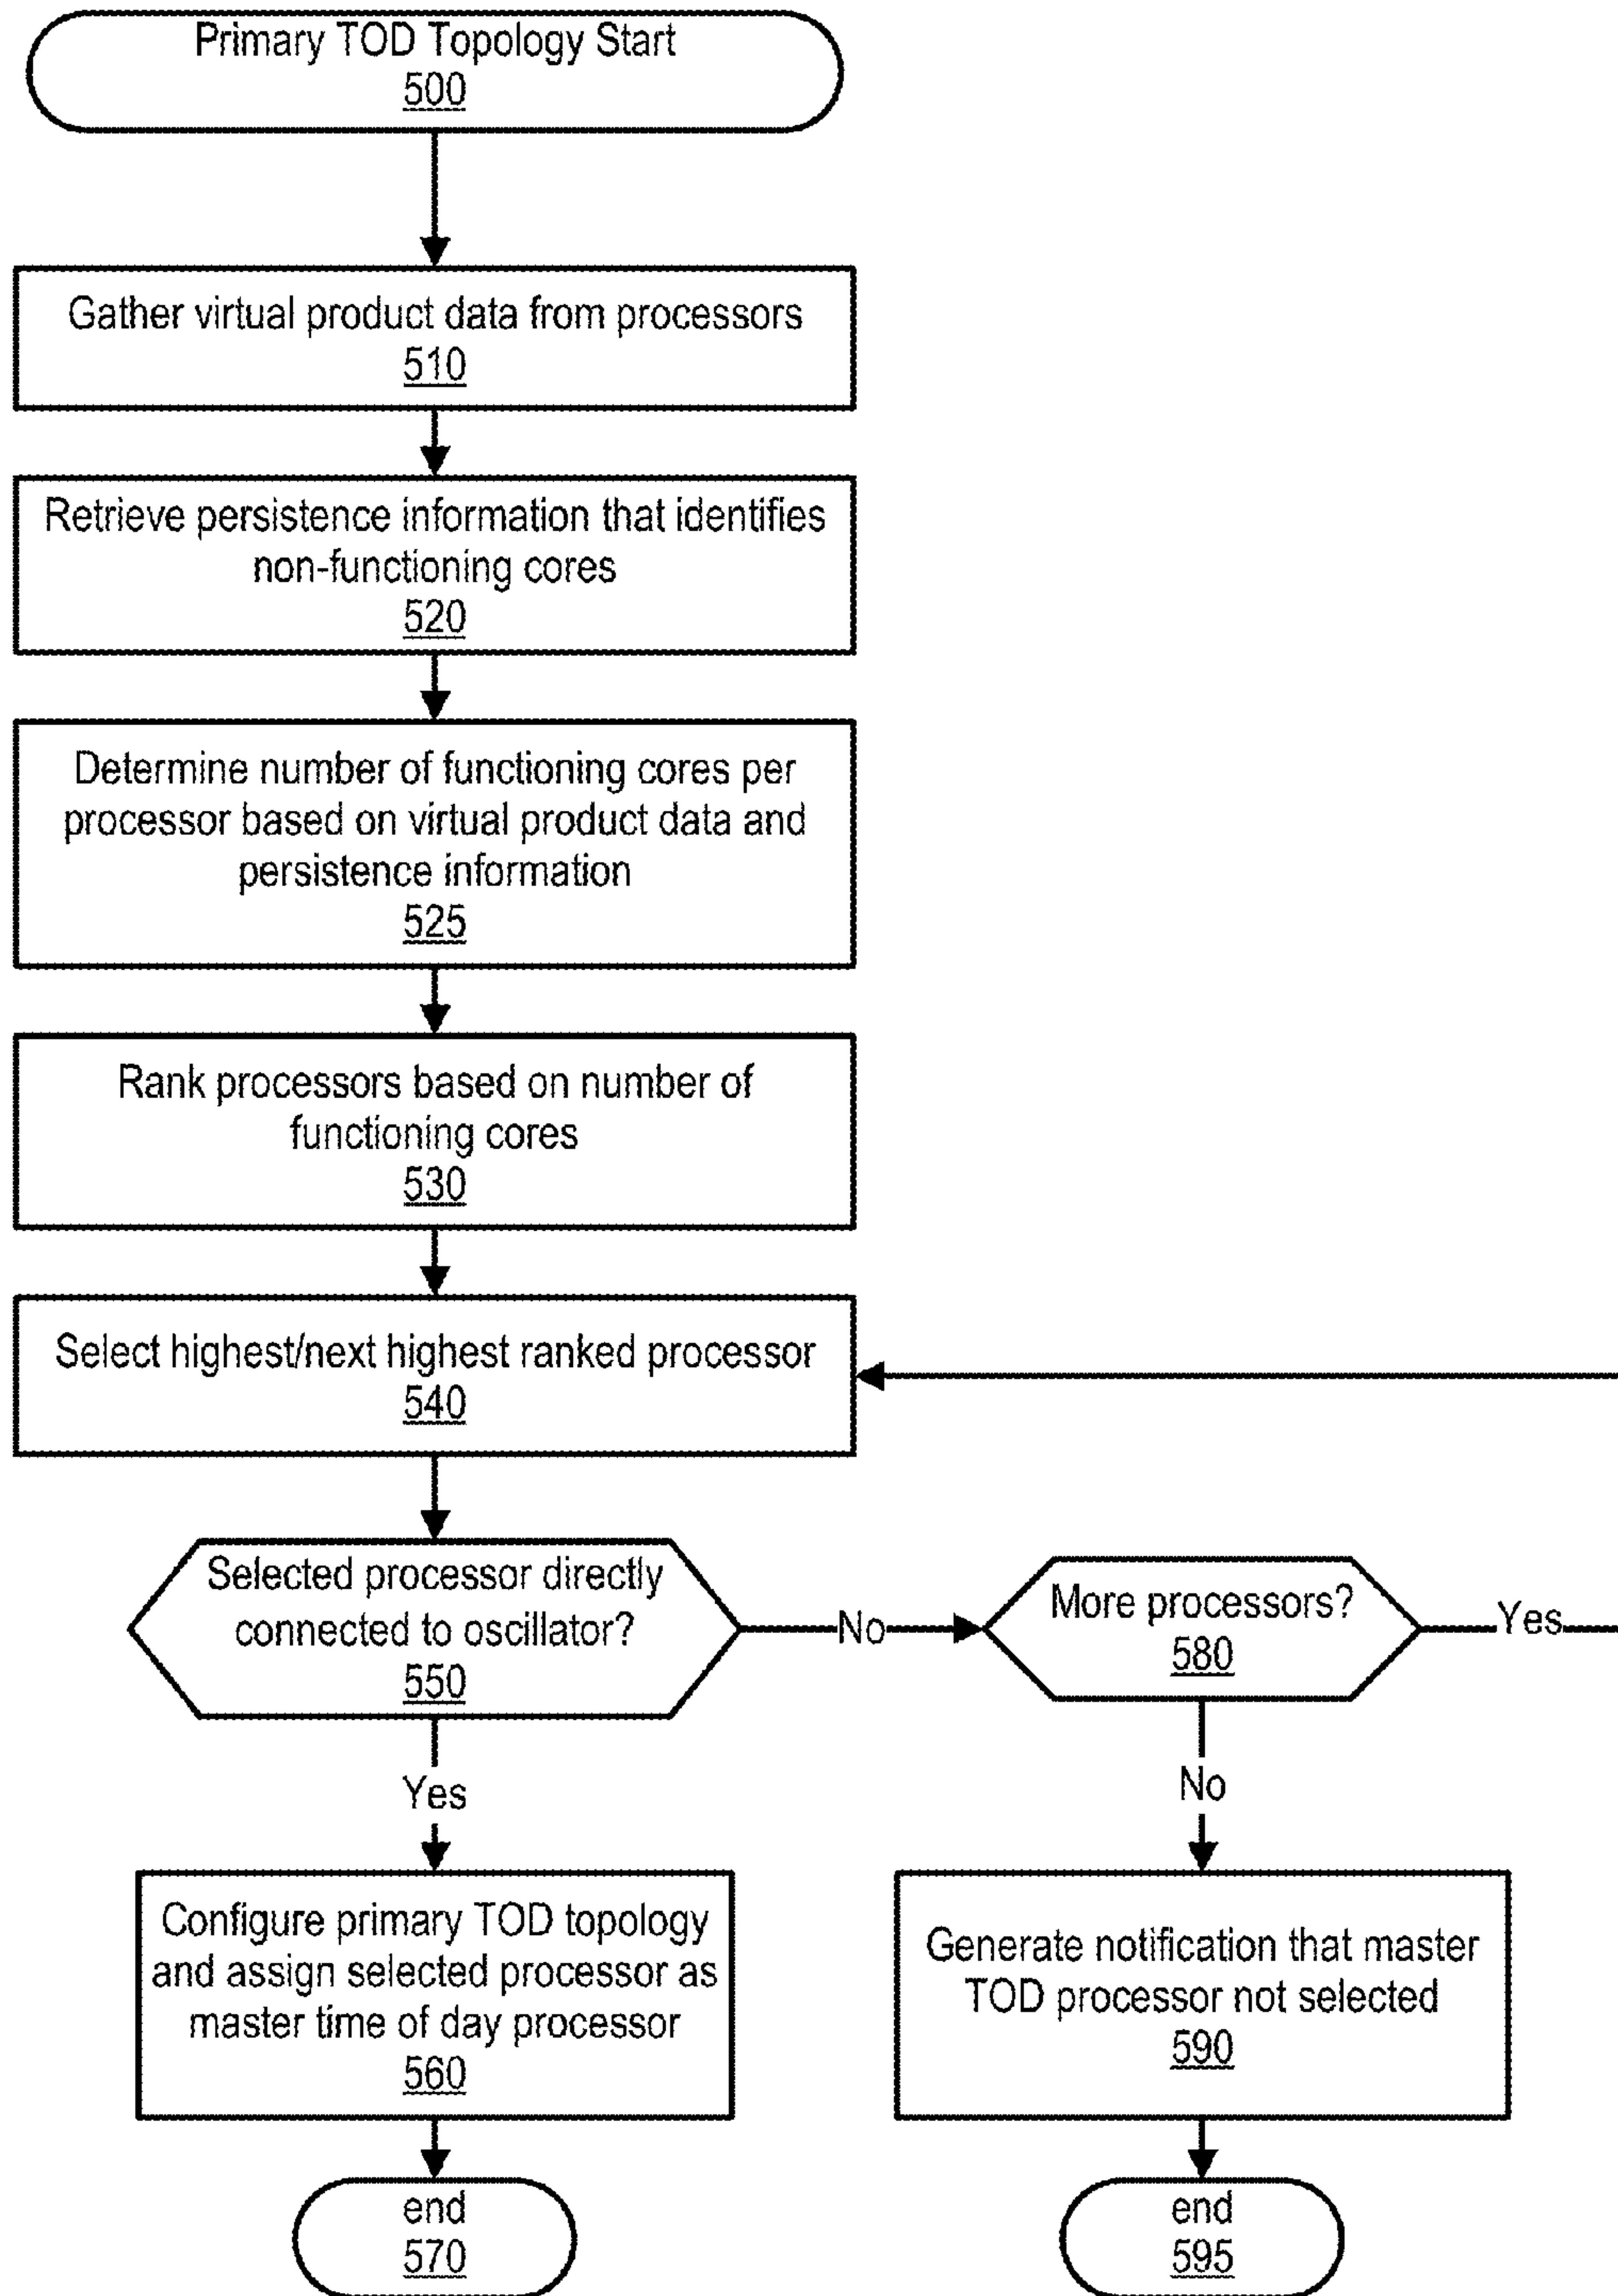 Primary TOD Topology Start
500
Gather virtual product data from processors
510
Retrieve persistence information that identifies
non-functioning cores
520
Determine number of functioning cores per
processor based on virtual product data and
persistence information
525
Rank processors based on number of
functioning cores
530
Select highest/next highest ranked processor
540
Selected processor directly
connected to oscillator?
550
No
More processors?
580
Yes
Yes
No
Configure primary TOD topology
and assign selected processor as
master time of day processor
560
Generate notification that master
TOD processor not selected
590
end
570
end
595